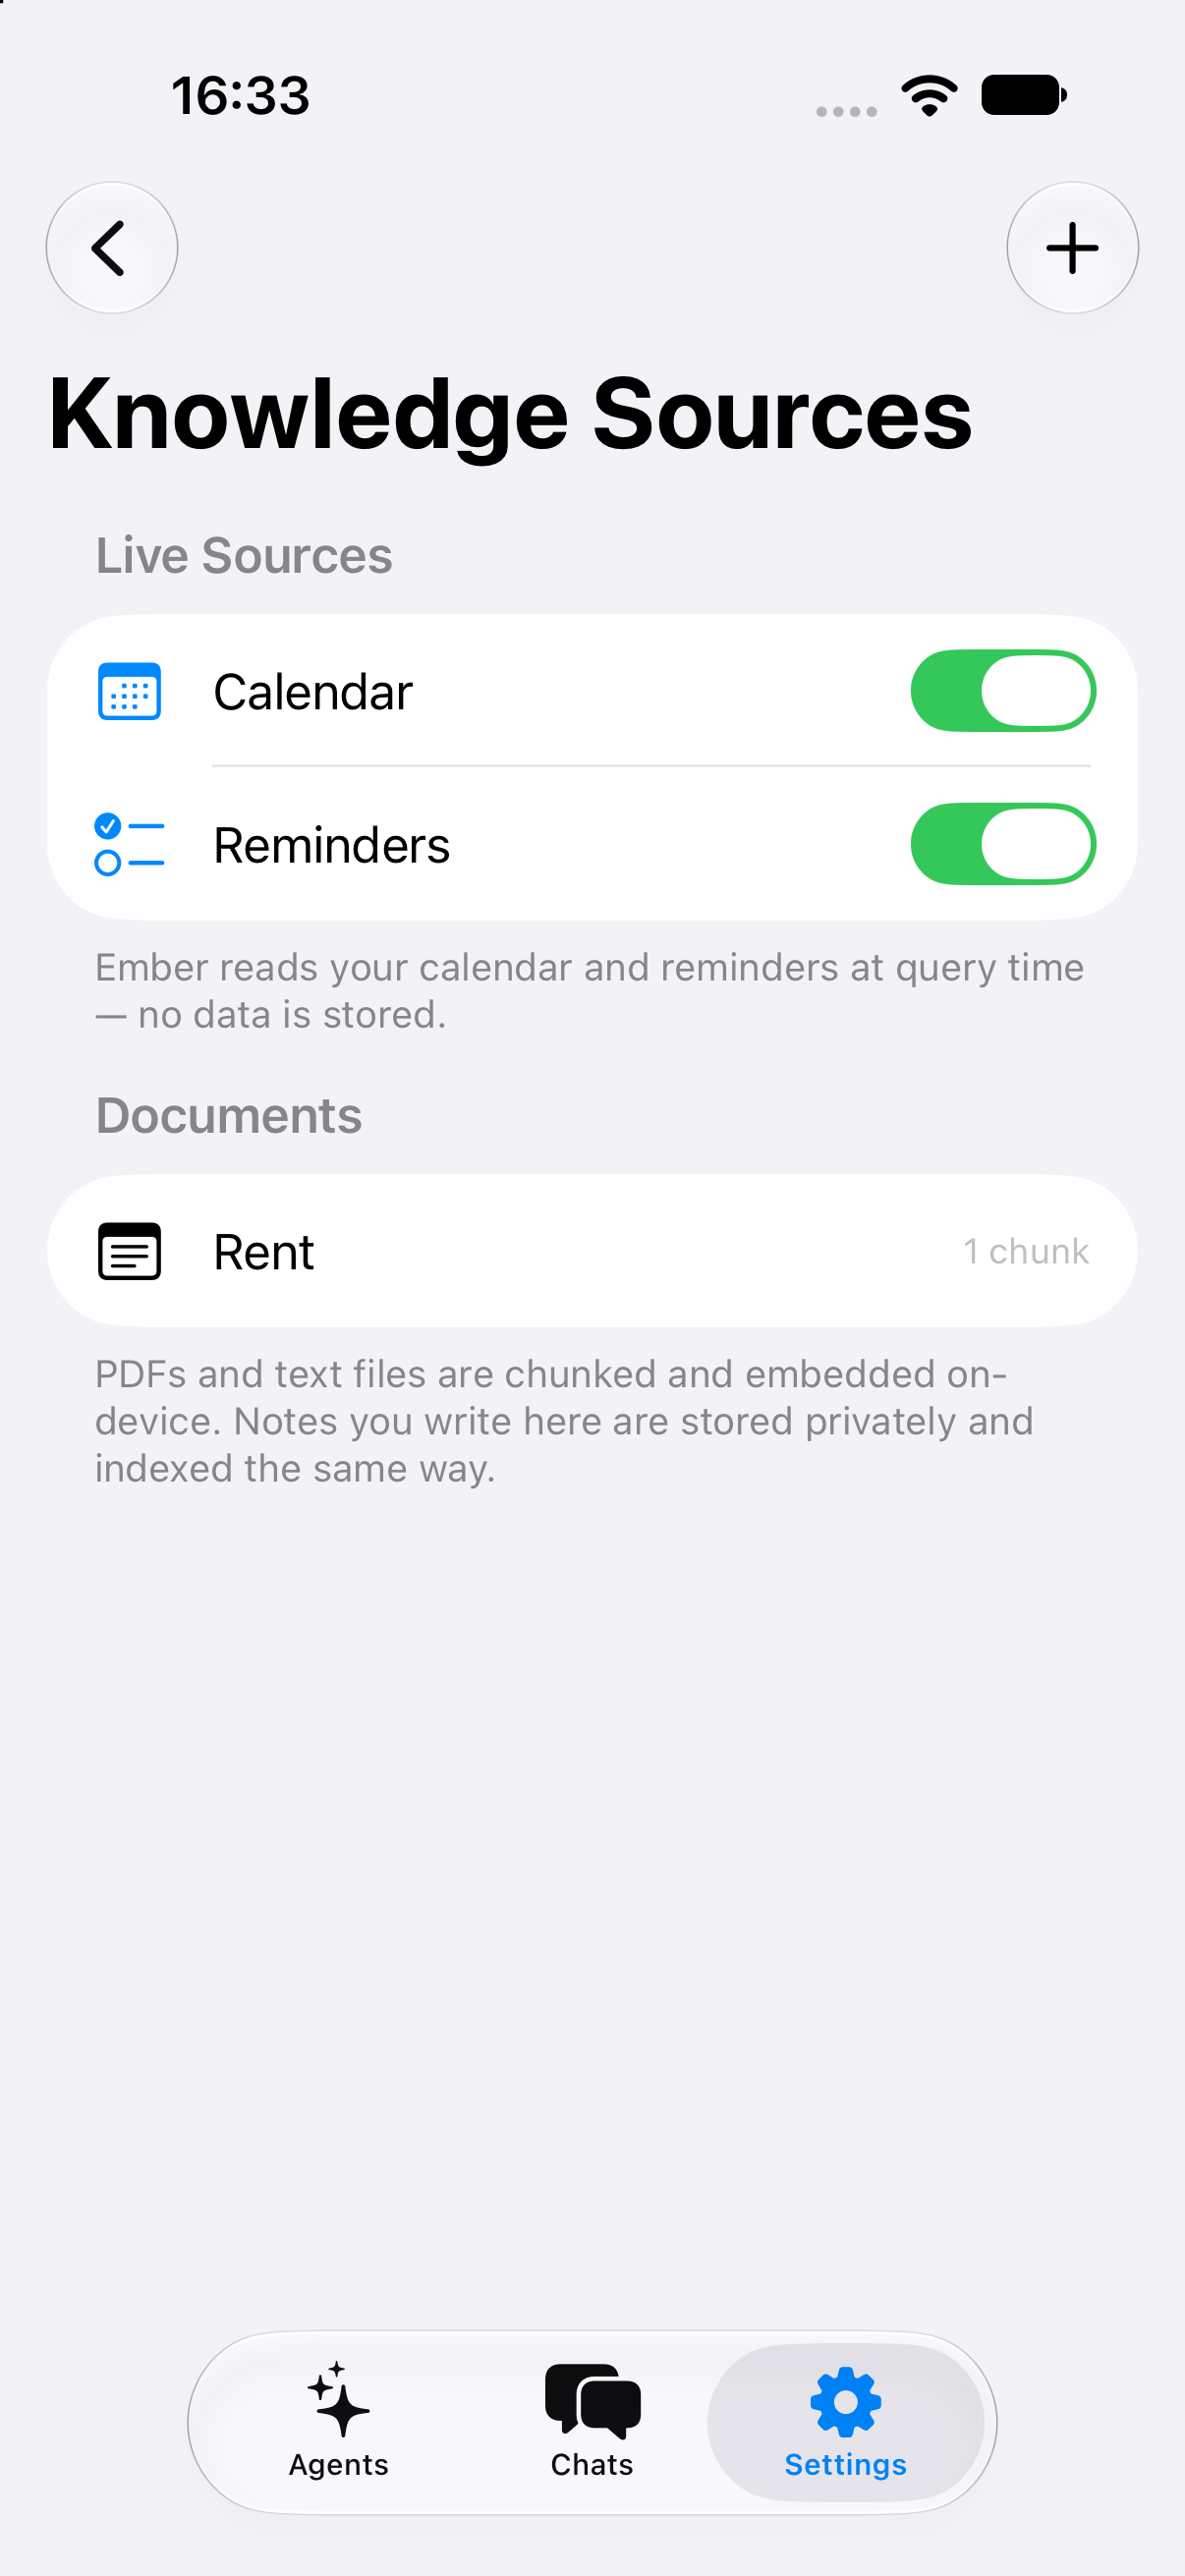 16:33
Knowledge Sources
Live Sources
Calendar
Reminders
Ember reads your calendar and reminders at query time
— no data is stored.
Documents
Rent 1 chunk
PDFs and text files are chunked and embedded on-
device. Notes you write here are stored privately and
indexed the same way.
Agents Chats Settings